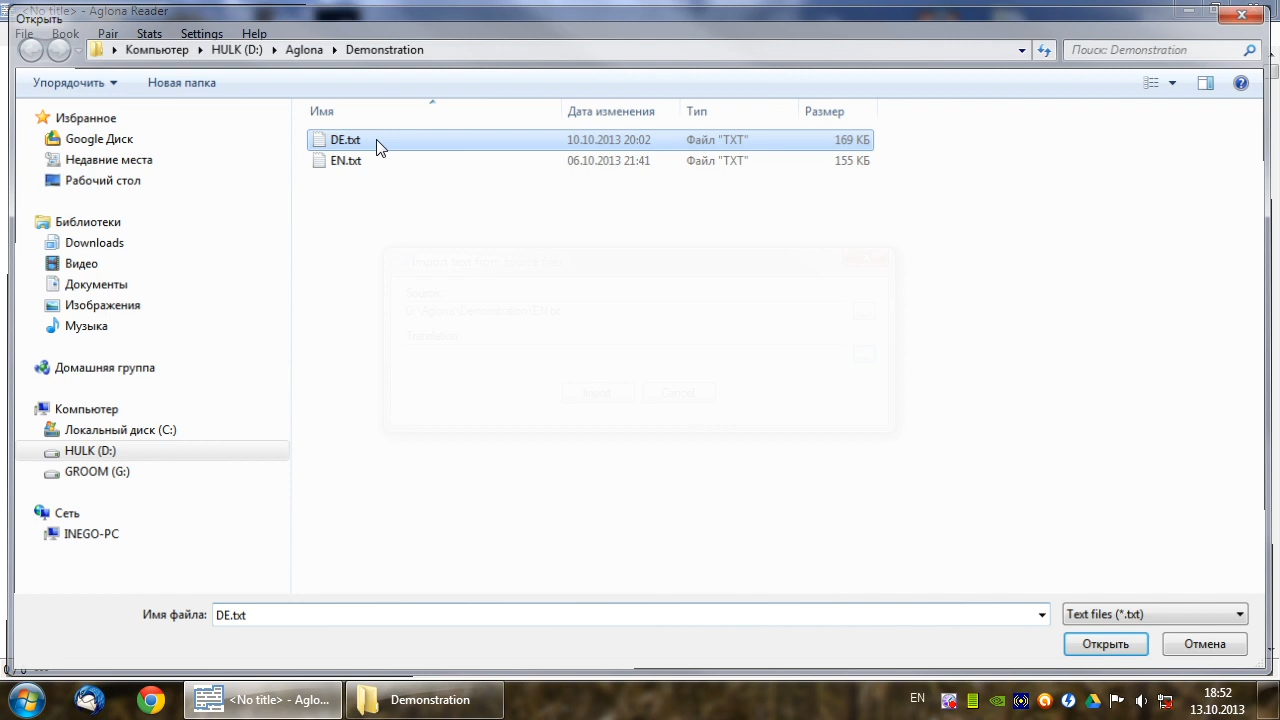 <No title> - Aglona Reader
Открыть
File Book Pair Stats Settings Help
Компьютер HULK (D:) Aglona Demonstration
Поиск: Demonstration
Упорядочить Новая папка
Имя Дата изменения Тип Размер
DE.txt 10.10.2013 20:02 Файл "TXT" 169 КБ
EN.txt 06.10.2013 21:41 Файл "TXT" 155 КБ
Избранное
Google Диск
Недавние места
Рабочий стол
Библиотеки
Downloads
Видео
Документы
Изображения
Музыка
Домашняя группа
Компьютер
Локальный диск (C:)
HULK (D:)
GROOM (G:)
Сеть
INEGO-PC
Source
Translation
Import Cancel
Имя файла: DE.txt Text files (*.txt)
Открыть Отмена
<No title> - Aglo... Demonstration EN 18:52
13.10.2013